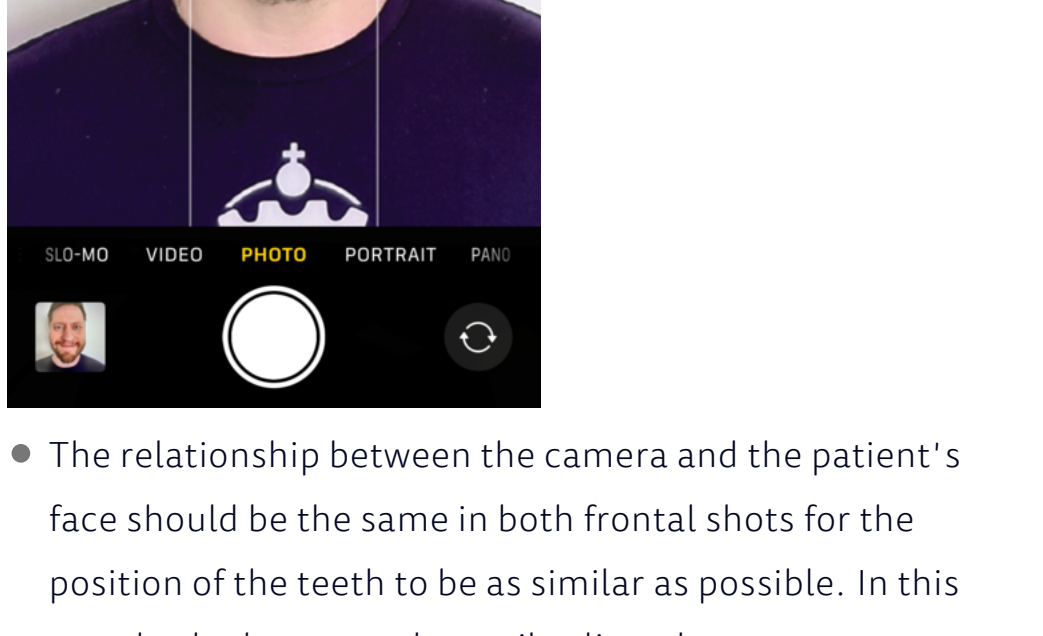 SLO-MO VIDEO PHOTO PORTRAIT PANO
The relationship between the camera and the patient's
face should be the same in both frontal shots for the
position of the teeth to be as similar as possible. In this